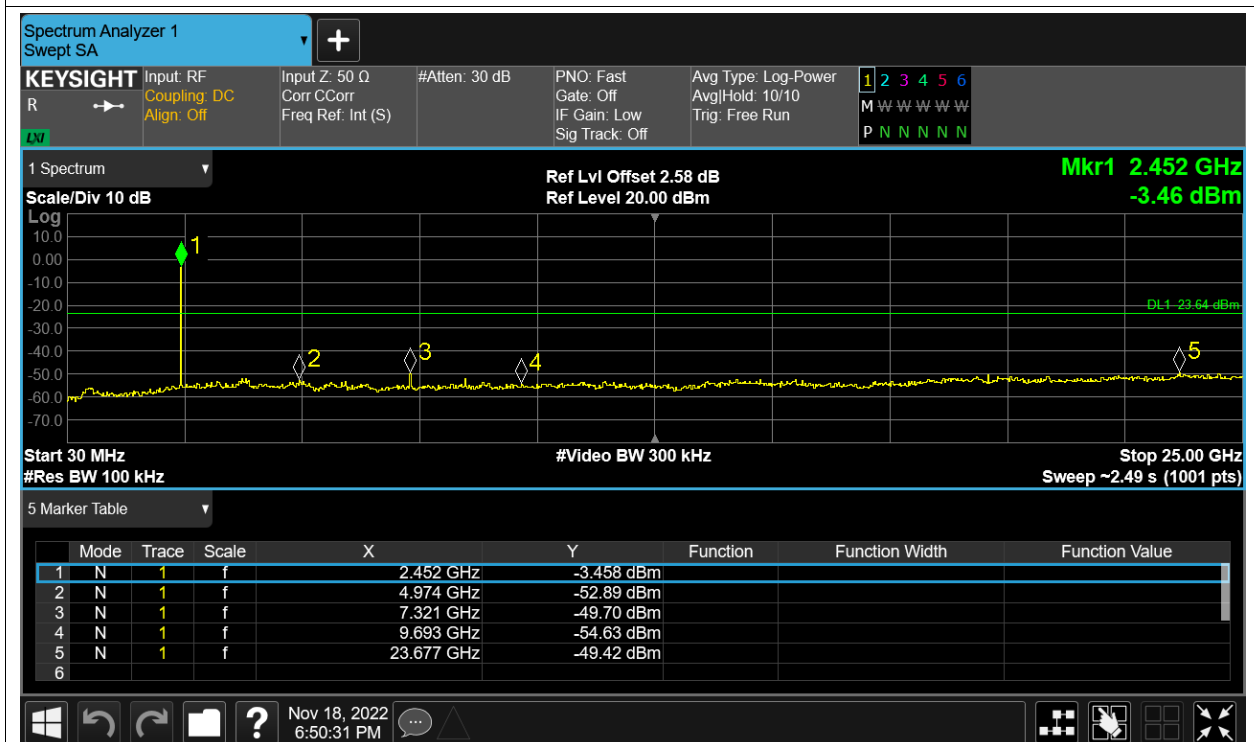 Spectrum Analyzer 1
Swept SA
+
KEYSIGHT
R
LXI
Input: RF
Coupling: DC
Align: Off
Input Z: 50 Ω
Corr CCorr
Freq Ref: Int (S)
#Atten: 30 dB
PNO: Fast
Gate: Off
IF Gain: Low
Sig Track: Off
Avg Type: Log-Power
Avg|Hold: 10/10
Trig: Free Run
1 2 3 4 5 6
M W W W W W
P N N N N N
1 Spectrum
Scale/Div 10 dB
Ref Lvl Offset 2.58 dB
Ref Level 20.00 dBm
Mkr1 2.452 GHz
-3.46 dBm
Log
10.0
0.00
-10.0
-20.0
-30.0
-40.0
-50.0
-60.0
-70.0
1
2
3
4
5
DL1 -23.64 dBm
Start 30 MHz
#Res BW 100 kHz
#Video BW 300 kHz
Stop 25.00 GHz
Sweep ~2.49 s (1001 pts)
5 Marker Table
Mode Trace Scale X Y Function Function Width Function Value
1 N 1 f 2.452 GHz -3.458 dBm
2 N 1 f 4.974 GHz -52.89 dBm
3 N 1 f 7.321 GHz -49.70 dBm
4 N 1 f 9.693 GHz -54.63 dBm
5 N 1 f 23.677 GHz -49.42 dBm
6
?
Nov 18, 2022
6:50:31 PM